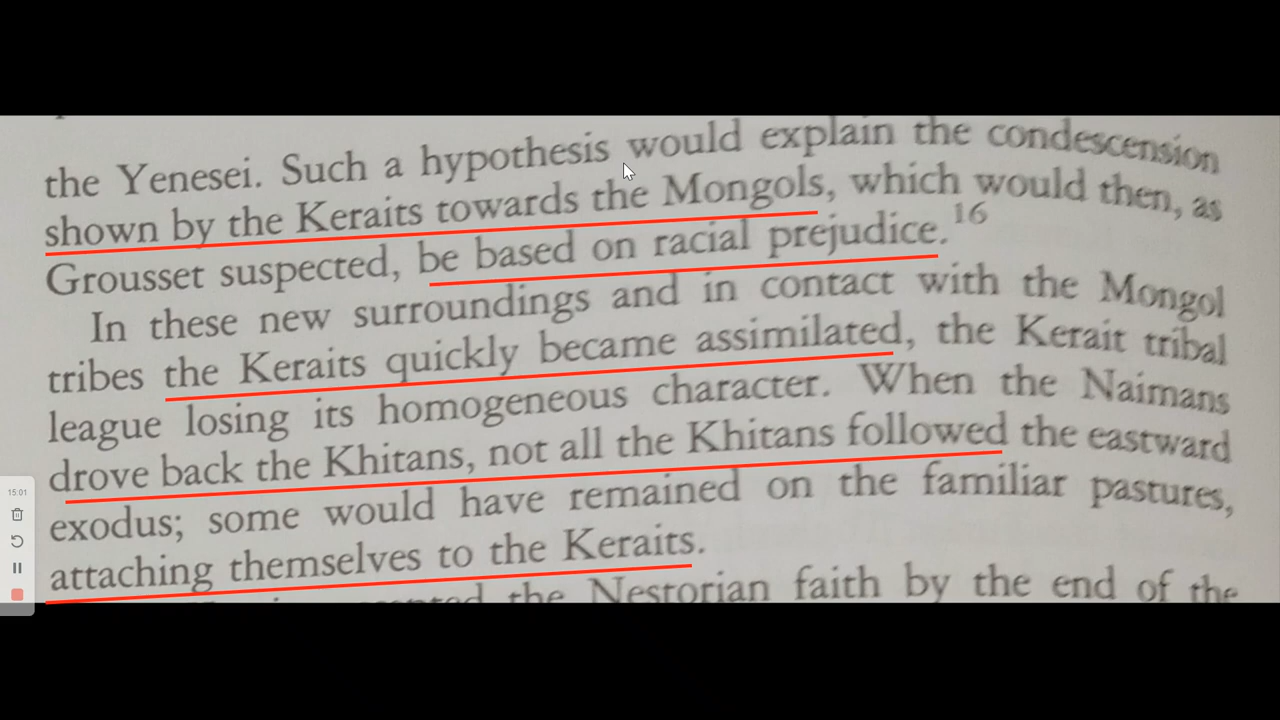 the Yenesei. Such a hypothesis would explain the condescension
shown by the Keraits towards the Mongols, which would then, as
Grousset suspected, be based on racial prejudice.16
In these new surroundings and in contact with the Mongol
tribes the Keraits quickly became assimilated, the Kerait tribal
league losing its homogeneous character. When the Naimans
drove back the Khitans, not all the Khitans followed the eastward
exodus; some would have remained on the familiar pastures,
attaching themselves to the Keraits.
the Nestorian faith by the end of the
15:01